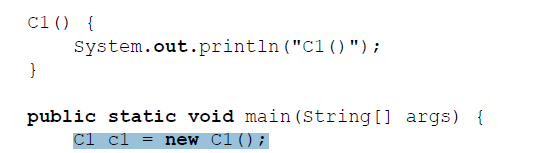 C1() {
System.out.println("C1()");
}
public static void main(String[] args) {
C1 c1 = new C1();